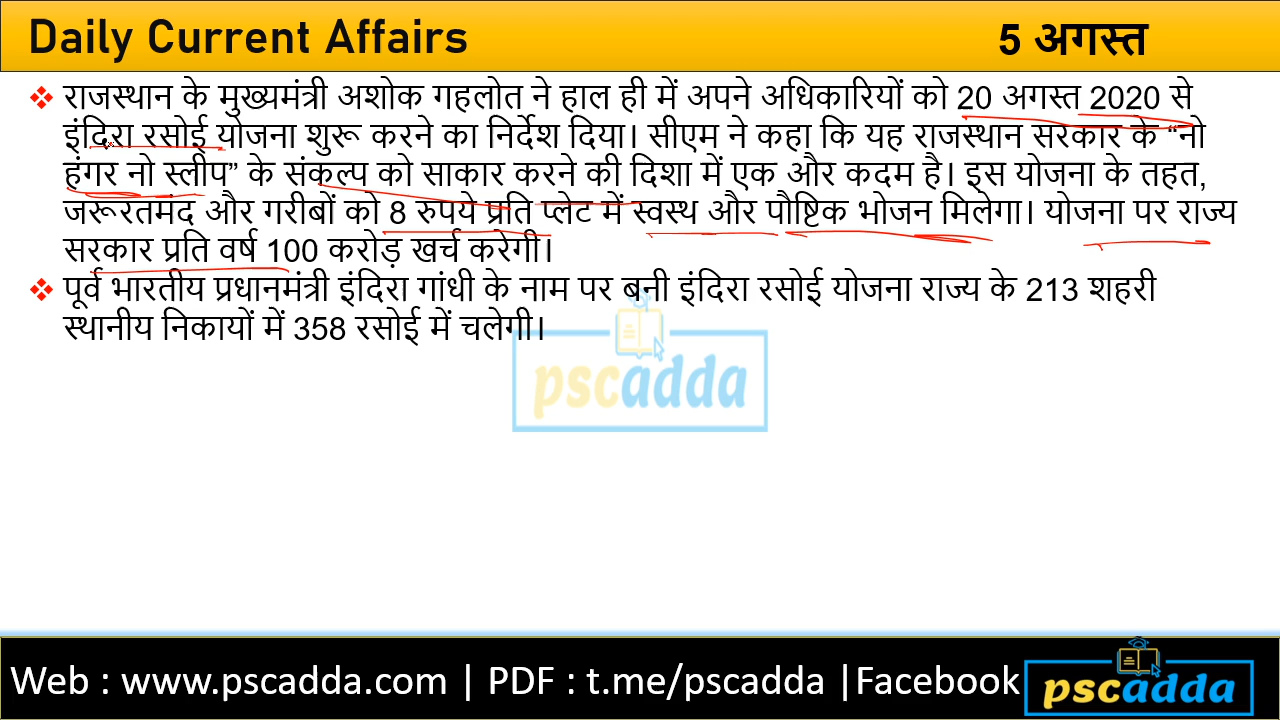 Daily Current Affairs
5 अगस्त
❖ राजस्थान के मुख्यमंत्री अशोक गहलोत ने हाल ही में अपने अधिकारियों को 20 अगस्त 2020 से
इंदिरा रसोई योजना शुरू करने का निर्देश दिया। सीएम ने कहा कि यह राजस्थान सरकार के “नो
हंगर नो स्लीप” के संकल्प को साकार करने की दिशा में एक और कदम है। इस योजना के तहत,
जरूरतमंद और गरीबों को 8 रुपये प्रति प्लेट में स्वस्थ और पौष्टिक भोजन मिलेगा। योजना पर राज्य
सरकार प्रति वर्ष 100 करोड़ खर्च करेगी।
❖ पूर्व भारतीय प्रधानमंत्री इंदिरा गांधी के नाम पर बनी इंदिरा रसोई योजना राज्य के 213 शहरी
स्थानीय निकायों में 358 रसोई में चलेगी।
pscadda
Web : www.pscadda.com | PDF : t.me/pscadda |Facebook
pscadda